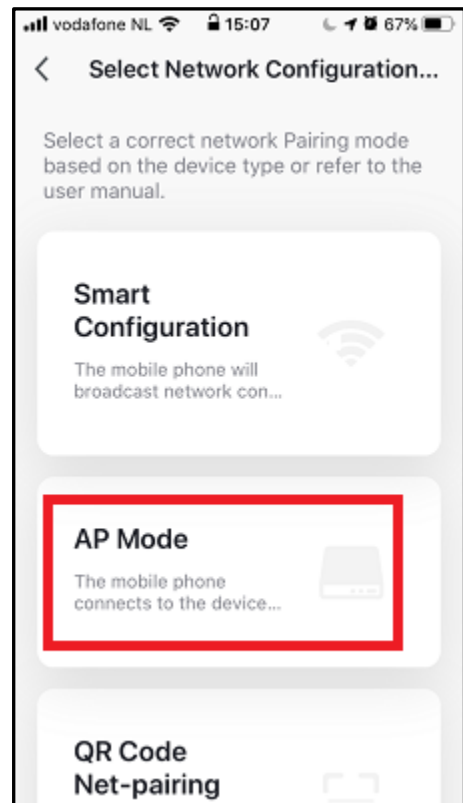 vodafone NL 15:07 67%
Select Network Configuration...
Select a correct network Pairing mode
based on the device type or refer to the
user manual.
Smart
Configuration
The mobile phone will
broadcast network con...
AP Mode
The mobile phone
connects to the device...
QR Code
Net-pairing